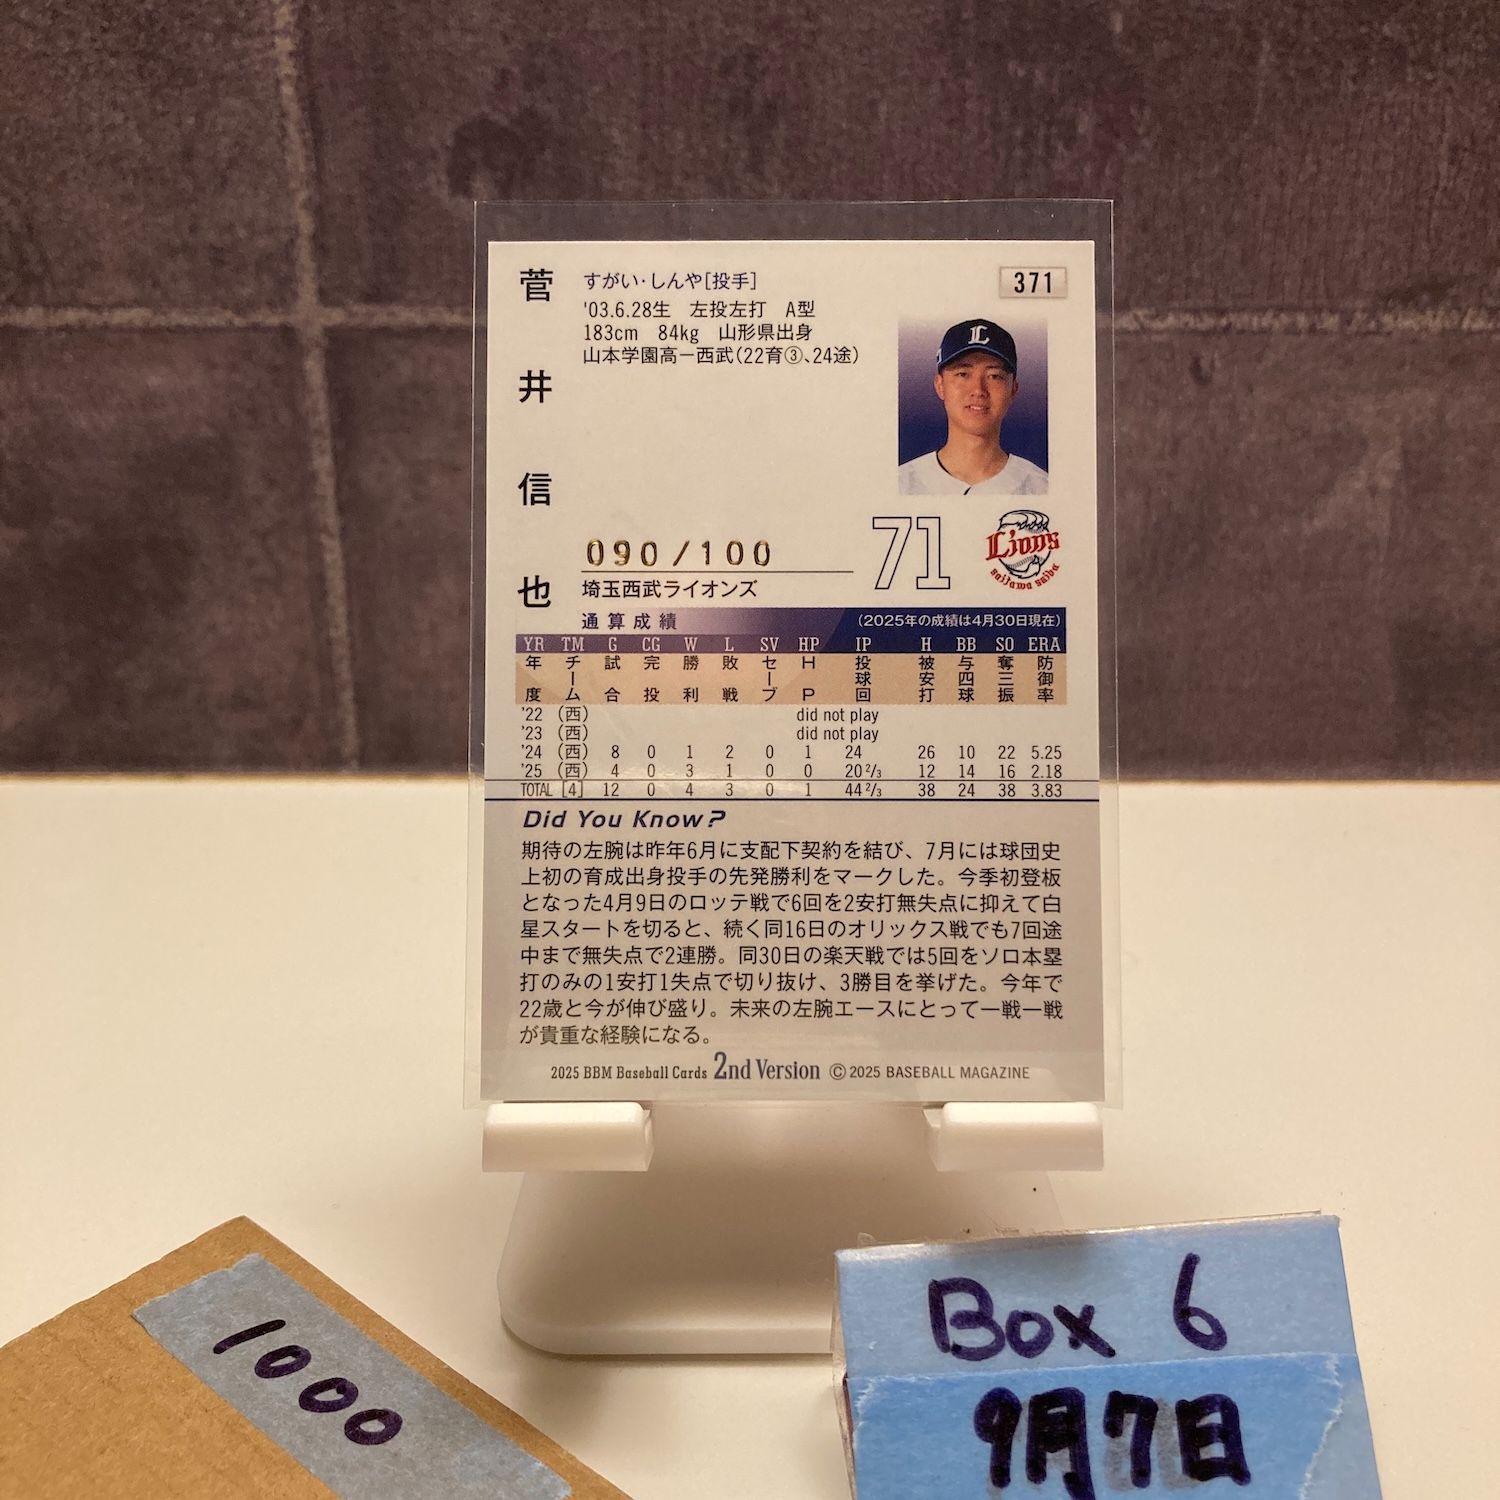 菅井信也
すがい・しんや[投手]
371
'03.6.28生 左投左打 A型
183cm 84kg 山形県出身
山本学園高ー西武(22育③、24途)
L
090/100
71
Lions
saitama seibu
埼玉西武ライオンズ
通算成績 (2025年の成績は4月30日現在)
YR TM G CG W L SV HP IP H BB SO ERA
年度 チーム 試合 完投 勝利 敗戦 セーブ HP 投球回 被安打 与四球 奪三振 防御率
'22 (西) did not play
'23 (西) did not play
'24 (西) 8 0 1 2 0 1 24 26 10 22 5.25
'25 (西) 4 0 3 1 0 0 20 2/3 12 14 16 2.18
TOTAL [4] 12 0 4 3 0 1 44 2/3 38 24 38 3.83
Did You Know?
期待の左腕は昨年6月に支配下契約を結び、7月には球団史
上初の育成出身投手の先発勝利をマークした。今季初登板
となった4月9日のロッテ戦で6回を2安打無失点に抑えて白
星スタートを切ると、続く同16日のオリックス戦でも7回途
中まで無失点で2連勝。同30日の楽天戦では5回をソロ本塁
打のみの1安打1失点で切り抜け、3勝目を挙げた。今年で
22歳と今が伸び盛り。未来の左腕エースにとって一戦一戦
が貴重な経験になる。
2025 BBM Baseball Cards 2nd Version ©2025 BASEBALL MAGAZINE
1000
Box 6
9月7日